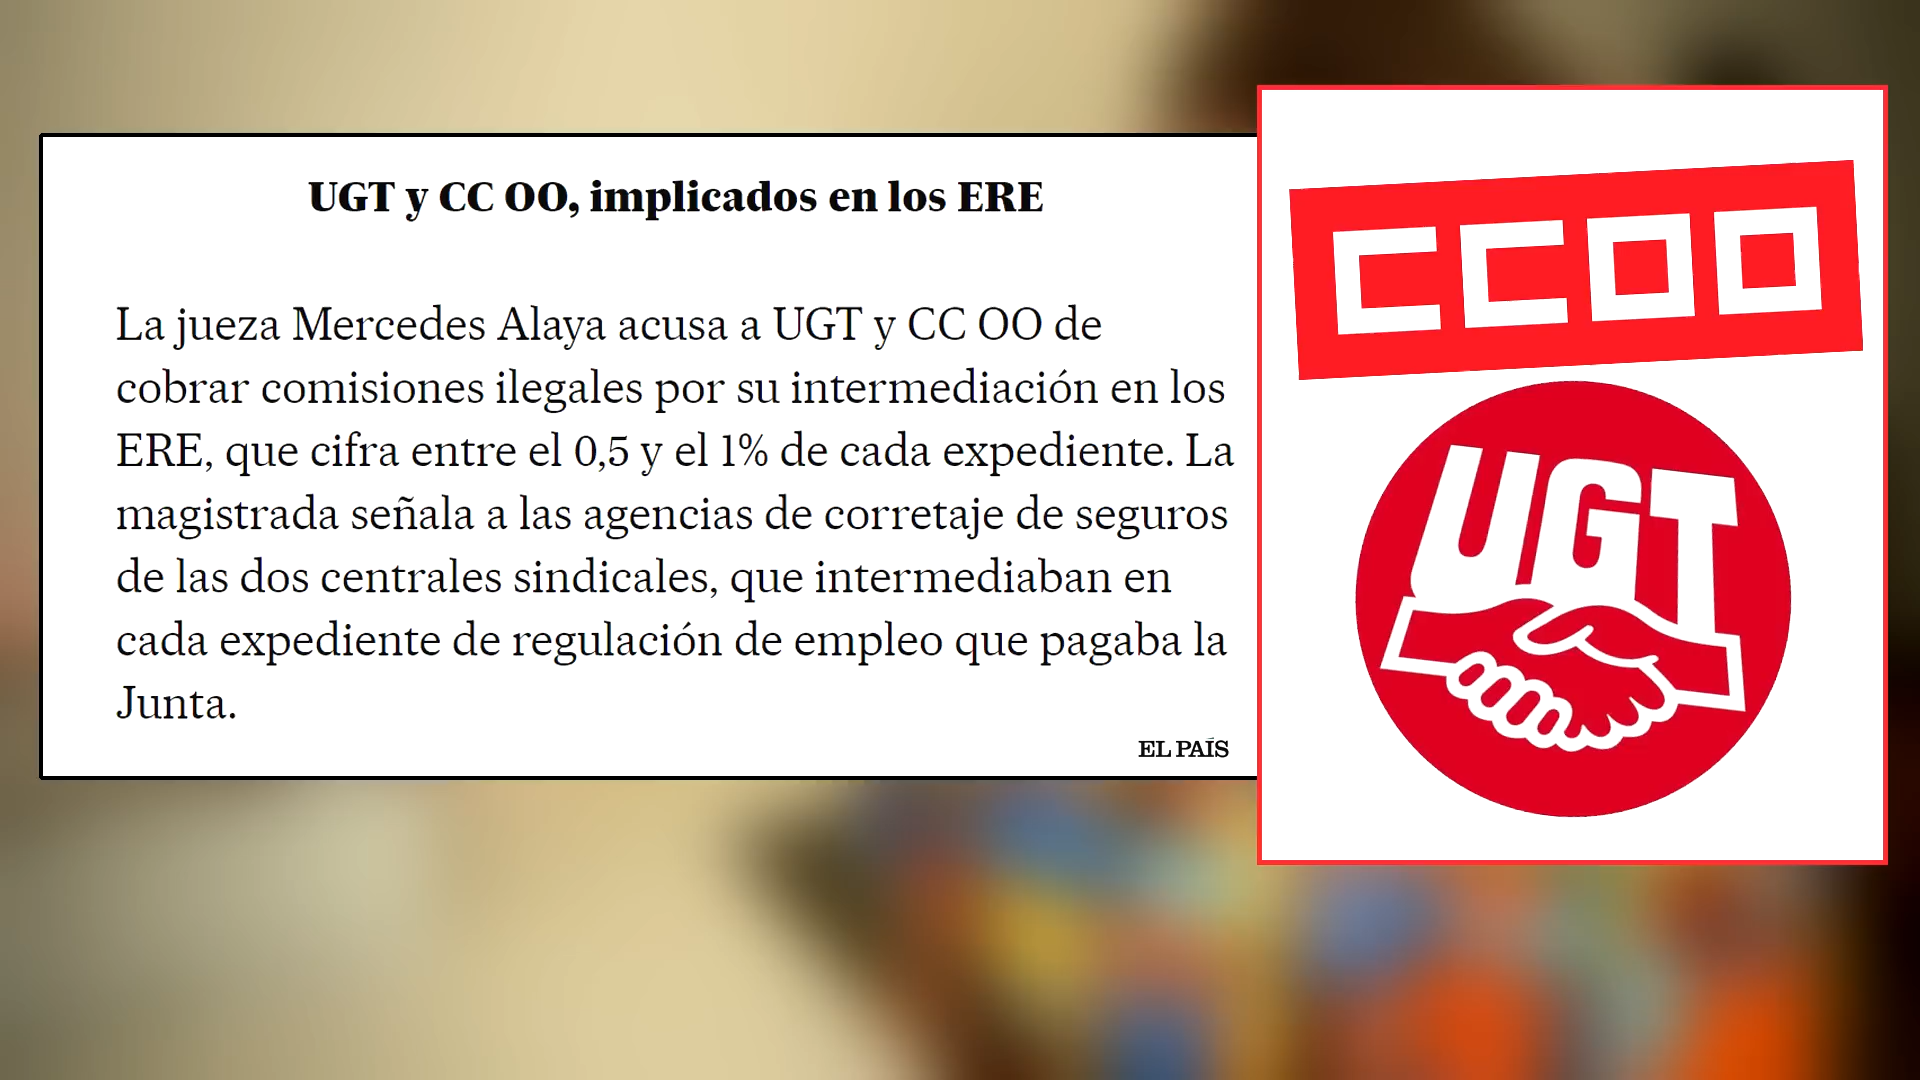 UGT y CC OO, implicados en los ERE
La jueza Mercedes Alaya acusa a UGT y CC OO de
cobrar comisiones ilegales por su intermediación en los
ERE, que cifra entre el 0,5 y el 1% de cada expediente. La
magistrada señala a las agencias de corretaje de seguros
de las dos centrales sindicales, que intermediaban en
cada expediente de regulación de empleo que pagaba la
Junta.
EL PAÍS
CCOO
UGT